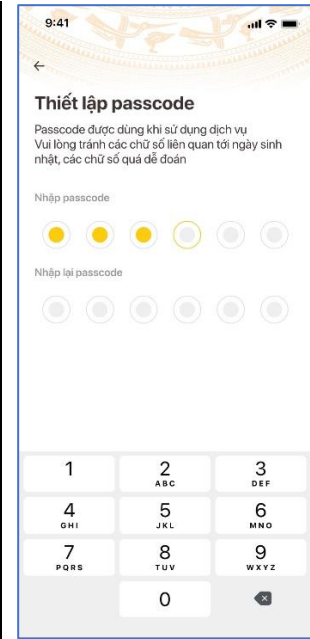 9:41
Thiết lập passcode
Passcode được dùng khi sử dụng dịch vụ
Vui lòng tránh các chữ số liên quan tới ngày sinh
nhật, các chữ số quá dễ đoán
Nhập passcode
Nhập lại passcode
1 2 3
ABC DEF
4 5 6
GHI JKL MNO
7 8 9
PQRS TUV WXYZ
0